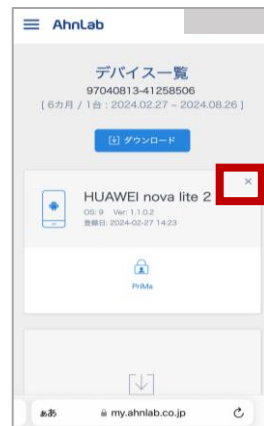 AhnLab
デバイス一覧
97040813-41258506
[ 6カ月 / 1台 : 2024.02.27 - 2024.08.26 ]
ダウンロード
×
HUAWEI nova lite 2
OS: 9 Ver: 1.1.0.2
登録日: 2024-02-27 14:23
PriMa
ぁあ my.ahnlab.co.jp